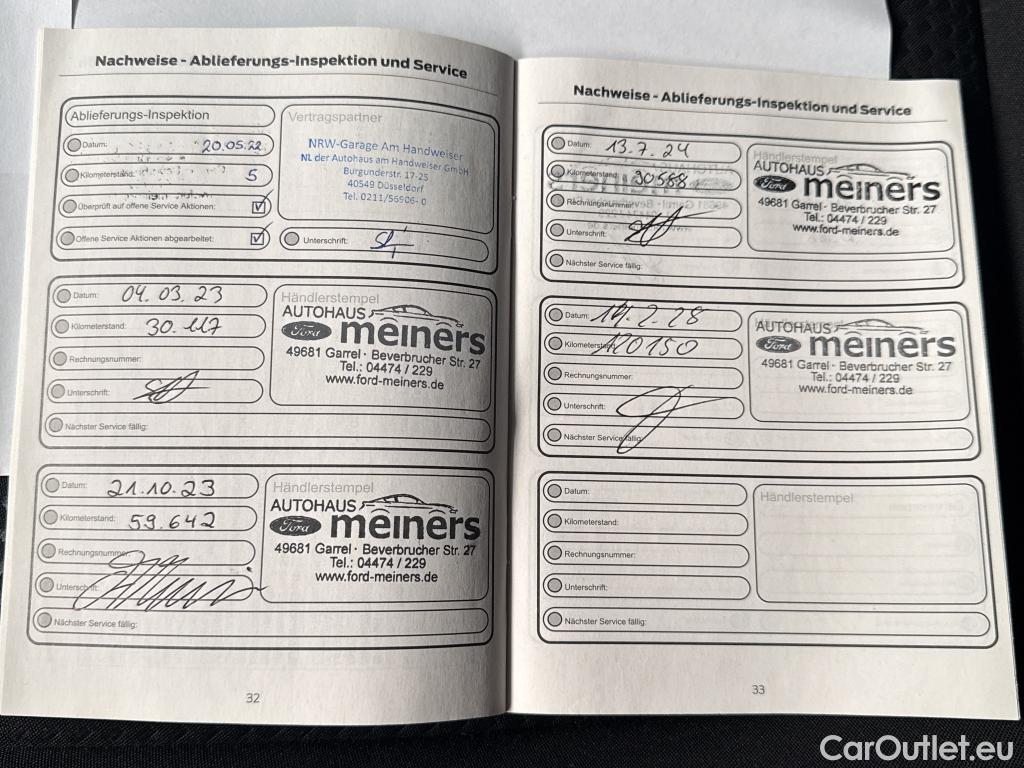 Nachweise - Ablieferungs-Inspektion und Service
Ablieferungs-Inspektion
Datum: 20.05.22
Kilometerstand: 5
Überprüft auf offene Service Aktionen:
Offene Service Aktionen abgearbeitet:
Vertragspartner
NRW-Garage Am Handweiser
NL der Autohaus am Handweiser GmbH
Burgunderstr. 17-25
40549 Düsseldorf
Tel. 0211/56906-0
Unterschrift:
Datum: 04.03.23
Kilometerstand: 30.117
Rechnungsnummer:
Unterschrift:
Nächster Service fällig:
Händlerstempel
AUTOHAUS
Ford meiners
49681 Garrel · Beverbrucher Str. 27
Tel.: 04474 / 229
www.ford-meiners.de
Datum: 21.10.23
Kilometerstand: 59.642
Rechnungsnummer:
Unterschrift:
Nächster Service fällig:
Händlerstempel
AUTOHAUS
Ford meiners
49681 Garrel · Beverbrucher Str. 27
Tel.: 04474 / 229
www.ford-meiners.de
32
Nachweise - Ablieferungs-Inspektion und Service
Datum: 13.7.24
Kilometerstand: 90588
Rechnungsnummer:
Unterschrift:
Nächster Service fällig:
Händlerstempel
AUTOHAUS
Ford meiners
49681 Garrel · Beverbrucher Str. 27
Tel.: 04474 / 229
www.ford-meiners.de
Datum:
Kilometerstand: 120150
Rechnungsnummer:
Unterschrift:
Nächster Service fällig:
Händlerstempel
AUTOHAUS
Ford meiners
49681 Garrel · Beverbrucher Str. 27
Tel.: 04474 / 229
www.ford-meiners.de
Datum:
Kilometerstand:
Rechnungsnummer:
Unterschrift:
Nächster Service fällig:
Händlerstempel
33
CarOutlet.eu